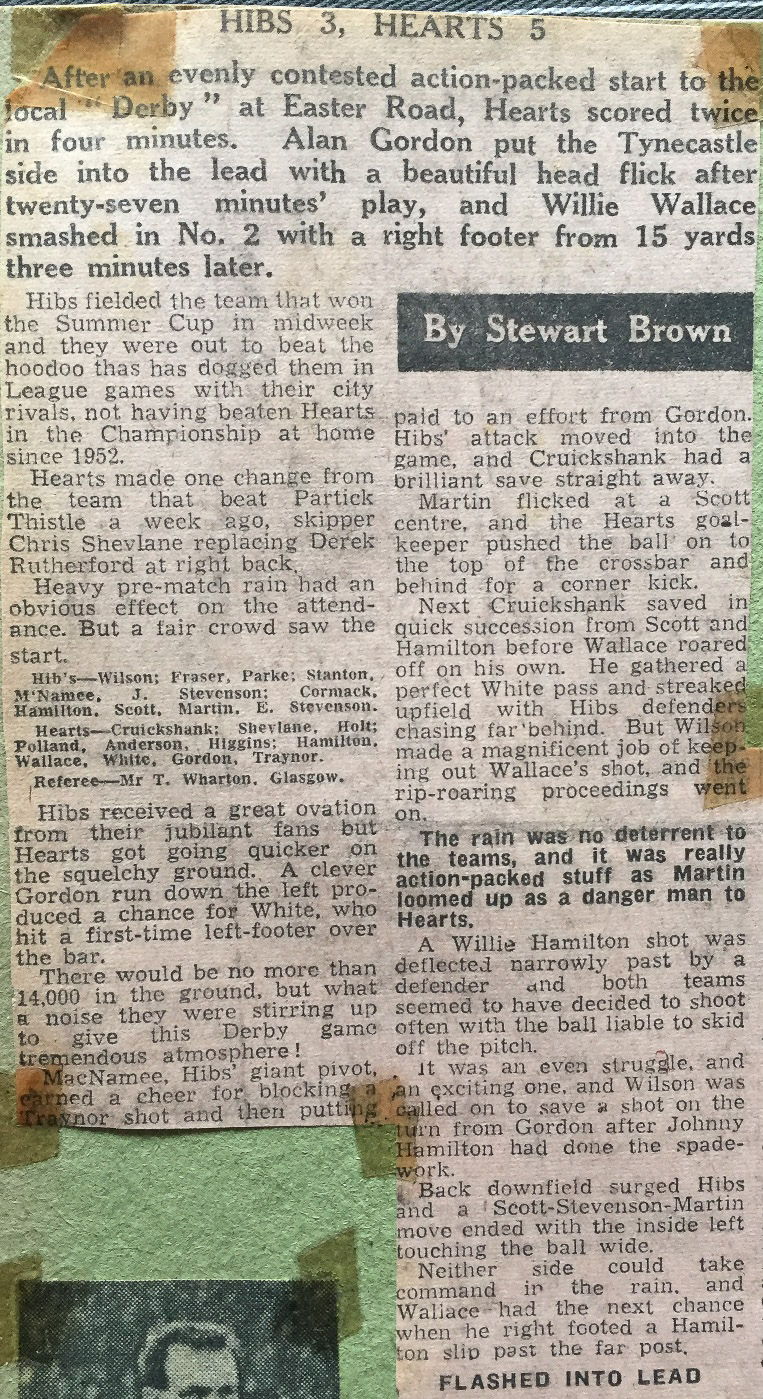 HIBS 3, HEARTS 5
After an evenly contested action-packed start to the
local "Derby" at Easter Road, Hearts scored twice
in four minutes. Alan Gordon put the Tynecastle
side into the lead with a beautiful head flick after
twenty-seven minutes' play, and Willie Wallace
smashed in No. 2 with a right footer from 15 yards
three minutes later.
Hibs fielded the team that won
the Summer Cup in midweek
and they were out to beat the
hoodoo thas has dogged them in
League games with their city
rivals, not having beaten Hearts
in the Championship at home
since 1952.
Hearts made one change from
the team that beat Partick
Thistle a week ago, skipper
Chris Shevlane replacing Derek
Rutherford at right back.
Heavy pre-match rain had an
obvious effect on the attend-
ance. But a fair crowd saw the
start.
Hib's—Wilson; Fraser, Parke; Stanton,
M'Namee, J. Stevenson; Cormack,
Hamilton, Scott, Martin, E. Stevenson.
Hearts—Cruickshank; Shevlane, Holt;
Polland, Anderson, Higgins; Hamilton,
Wallace, White, Gordon, Traynor.
Referee—Mr T. Wharton, Glasgow.
Hibs received a great ovation
from their jubilant fans but
Hearts got going quicker on
the squelchy ground. A clever
Gordon run down the left pro-
duced a chance for White, who
hit a first-time left-footer over
the bar.
There would be no more than
14,000 in the ground, but what
a noise they were stirring up
to give this Derby game
tremendous atmosphere!
MacNamee, Hibs' giant pivot,
earned a cheer for blocking a
Traynor shot and then putting
By Stewart Brown
paid to an effort from Gordon.
Hibs' attack moved into the
game, and Cruickshank had a
brilliant save straight away.
Martin flicked at a Scott
centre, and the Hearts goal-
keeper pushed the ball on to
the top of the crossbar and
behind for a corner kick.
Next Cruickshank saved in
quick succession from Scott and
Hamilton before Wallace roared
off on his own. He gathered a
perfect White pass and streaked
upfield with Hibs defenders
chasing far behind. But Wilson
made a magnificent job of keep-
ing out Wallace's shot, and the
rip-roaring proceedings went
on.
The rain was no deterrent to
the teams, and it was really
action-packed stuff as Martin
loomed up as a danger man to
Hearts.
A Willie Hamilton shot was
deflected narrowly past by a
defender and both teams
seemed to have decided to shoot
often with the ball liable to skid
off the pitch.
It was an even struggle, and
an exciting one, and Wilson was
called on to save a shot on the
turn from Gordon after Johnny
Hamilton had done the spade-
work.
Back downfield surged Hibs
and a Scott-Stevenson-Martin
move ended with the inside left
touching the ball wide.
Neither side could take
command in the rain, and
Wallace had the next chance
when he right footed a Hamil-
ton slip past the far post.
FLASHED INTO LEAD